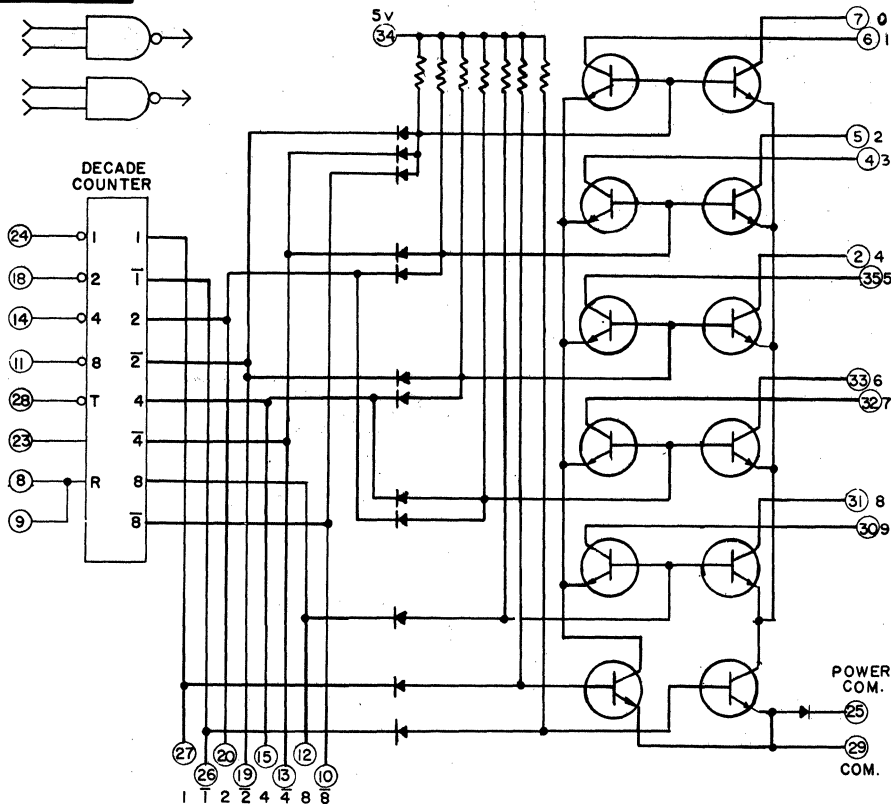 5V
34
7 0
6 1
5 2
4 3
2 4
35 5
33 6
32 7
31 8
30 9
POWER
COM.
25
29
COM.
DECADE
COUNTER
24 1 1
18 2 1̅
14 4 2
11 8 2̅
28 T 4
23 4̅
8 R 8
9 8̅
27 20 15 12
26 19 13 10
1 1̅ 2 2̅ 4 4̅ 8 8̅